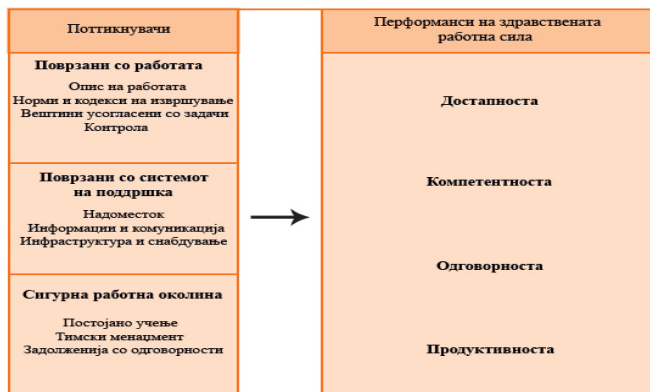 Поттикнувачи
Поврзани со работата
Опис на работата
Норми и кодекси на извршување
Вештини усогласени со задачи
Контрола
Поврзани со системот
на поддршка
Надоместок
Информации и комуникација
Инфраструктура и снабдување
Сигурна работна околина
Постојано учење
Тимски менаџмент
Задолженија со одговорности
Перформанси на здравствената
работна сила
Достапноста
Компетентноста
Одговорноста
Продуктивноста